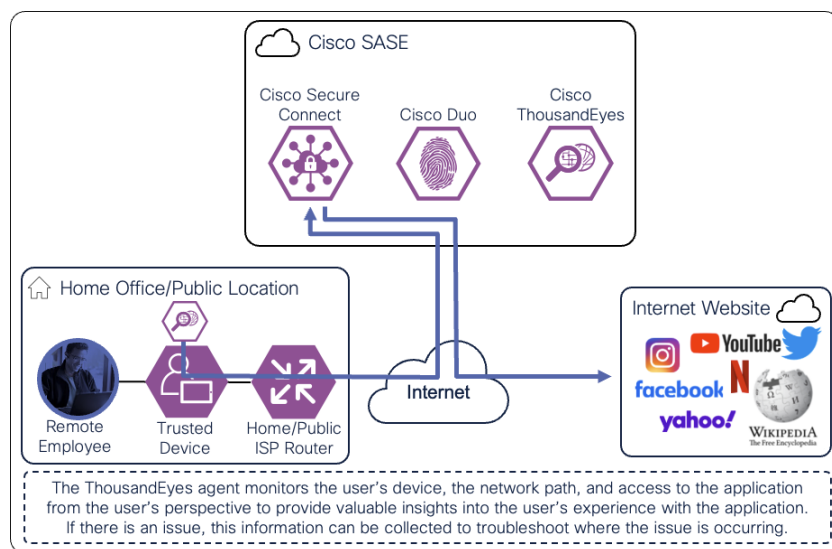 Cisco SASE
Cisco Secure
Connect
Cisco Duo
Cisco
ThousandEyes
Home Office/Public Location
Remote
Employee
Trusted
Device
Home/Public
ISP Router
Internet
Internet Website
YouTube
facebook
yahoo!
WIKIPEDIA
The Free Encyclopedia
The ThousandEyes agent monitors the user's device, the network path, and access to the application
from the user's perspective to provide valuable insights into the user's experience with the application.
If there is an issue, this information can be collected to troubleshoot where the issue is occurring.